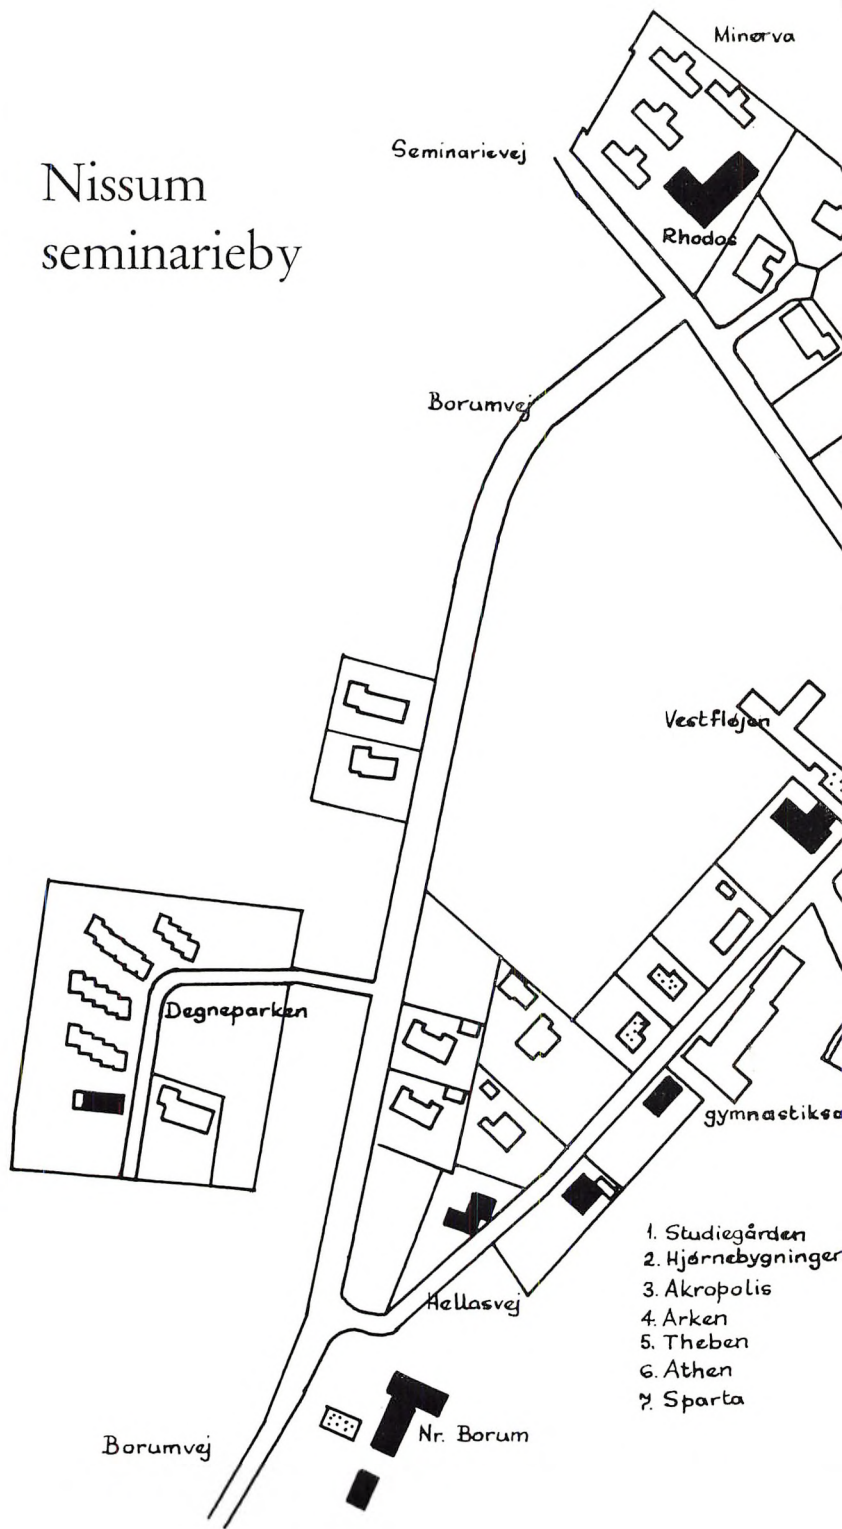 Minerva
Seminarievej
Nissum
seminarieby
Rhodos
Borumvej
Vestfløjen
Degneparken
gymnastiksa
1. Studiegården
2. Hjørnebygninger
3. Akropolis
4. Arken
5. Theben
6. Athen
7. Sparta
Hellasvej
Nr. Borum
Borumvej